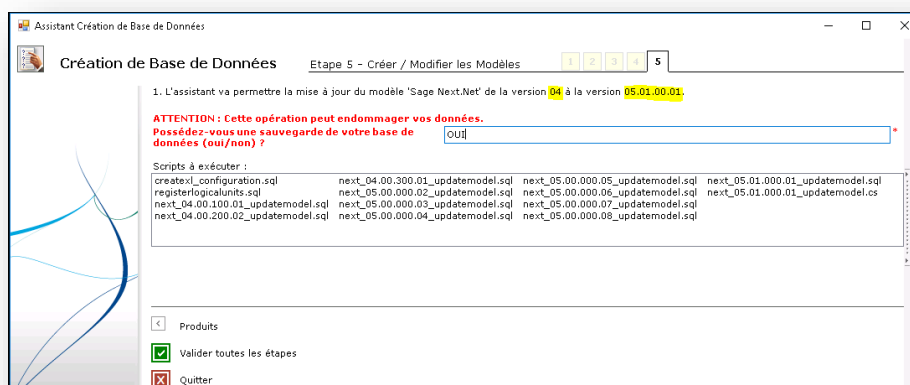 Assistant Création de Base de Données
Création de Base de Données
Etape 5 - Créer / Modifier les Modèles
1 2 3 4 5
1. L'assistant va permettre la mise à jour du modèle 'Sage Next.Net' de la version 04 à la version 05.01.00.01.
ATTENTION : Cette opération peut endommager vos données.
Possédez-vous une sauvegarde de votre base de
données (oui/non) ?
OUI
*
Scripts à exécuter :
createxl_configuration.sql next_04.00.300.01_updatemodel.sql next_05.00.000.05_updatemodel.sql next_05.01.000.01_updatemodel.sql
registerlogicalunits.sql next_05.00.000.02_updatemodel.sql next_05.00.000.06_updatemodel.sql next_05.01.000.01_updatemodel.cs
next_04.00.100.01_updatemodel.sql next_05.00.000.03_updatemodel.sql next_05.00.000.07_updatemodel.sql
next_04.00.200.02_updatemodel.sql next_05.00.000.04_updatemodel.sql next_05.00.000.08_updatemodel.sql
Produits
Valider toutes les étapes
Quitter